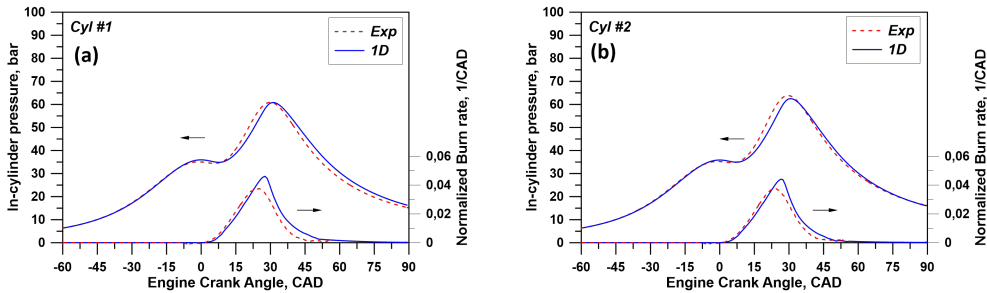 Cyl #1
(a)
Exp
1D
In-cylinder pressure, bar
100
90
80
70
60
50
40
30
20
10
0
Normalized Burn rate, 1/CAD
0,06
0,04
0,02
0
-60 -45 -30 -15 0 15 30 45 60 75 90
Engine Crank Angle, CAD
Cyl #2
(b)
Exp
1D
In-cylinder pressure, bar
100
90
80
70
60
50
40
30
20
10
0
Normalized Burn rate, 1/CAD
0,06
0,04
0,02
0
-60 -45 -30 -15 0 15 30 45 60 75 90
Engine Crank Angle, CAD